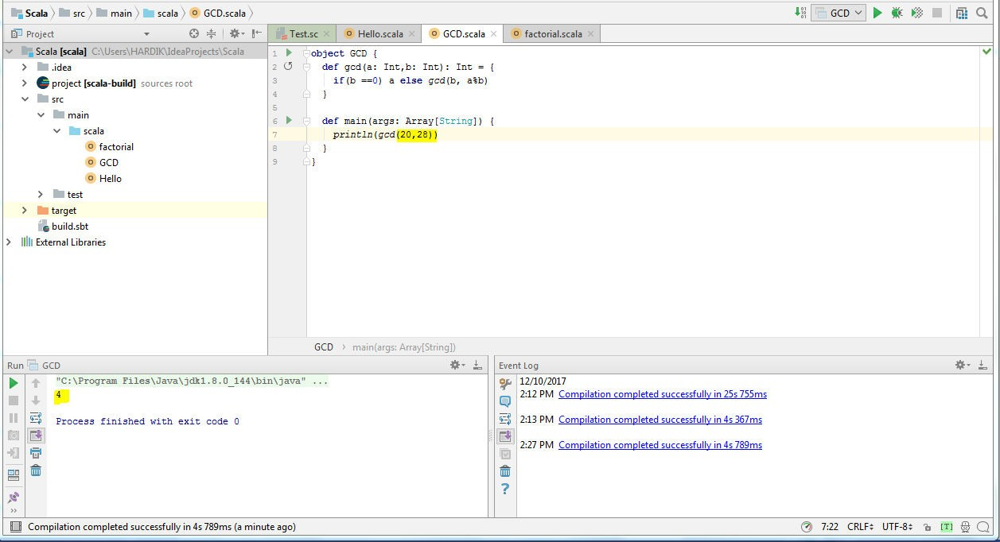 Scala src main scala GCD.scala
GCD
Project
Test.sc Hello.scala GCD.scala factorial.scala
Scala [scala] C:\Users\HARDIK\IdeaProjects\Scala
.idea
project [scala-build] sources root
src
main
scala
factorial
GCD
Hello
test
target
build.sbt
External Libraries
1 object GCD {
2 def gcd(a: Int,b: Int): Int = {
3 if(b ==0) a else gcd(b, a%b)
4 }
5
6 def main(args: Array[String]) {
7 println(gcd(20,28))
8 }
9 }
GCD main(args: Array[String])
Run GCD
"C:\Program Files\Java\jdk1.8.0_144\bin\java" ...
4
Process finished with exit code 0
Event Log
12/10/2017
2:12 PM Compilation completed successfully in 25s 755ms
2:13 PM Compilation completed successfully in 4s 367ms
2:27 PM Compilation completed successfully in 4s 789ms
Compilation completed successfully in 4s 789ms (a minute ago)
7:22 CRLF UTF-8 [T]